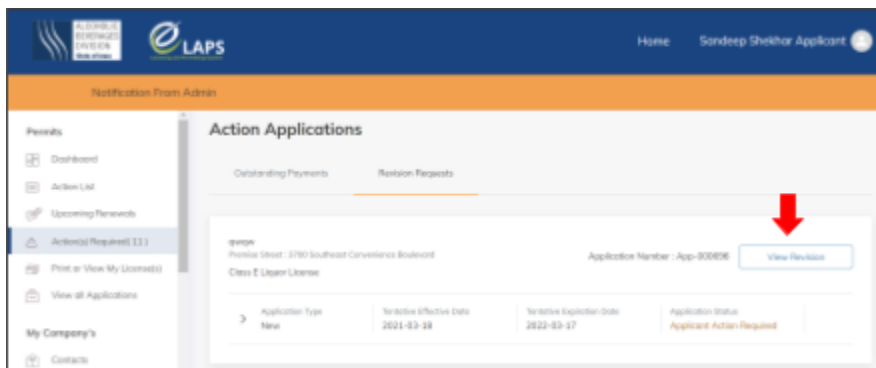 ALCOHOLIC
BEVERAGES
DIVISION
State of Iowa
eLAPS
Home Sandeep Shekhar Applicant
Notification From Admin
Permits
Dashboard
Action List
Upcoming Renewals
Action(s) Required( 11 )
Print or View My License(s)
View all Applications
My Company's
Contacts
Action Applications
Outstanding Payments Revision Requests
qwqw
Premise Street : 3700 Southeast Convenience Boulevard
Class E Liquor License
Application Number : App-000696 View Revision
Application Type Tentative Effective Date Tentative Expiration Date Application Status
New 2021-03-18 2022-03-17 Applicant Action Required